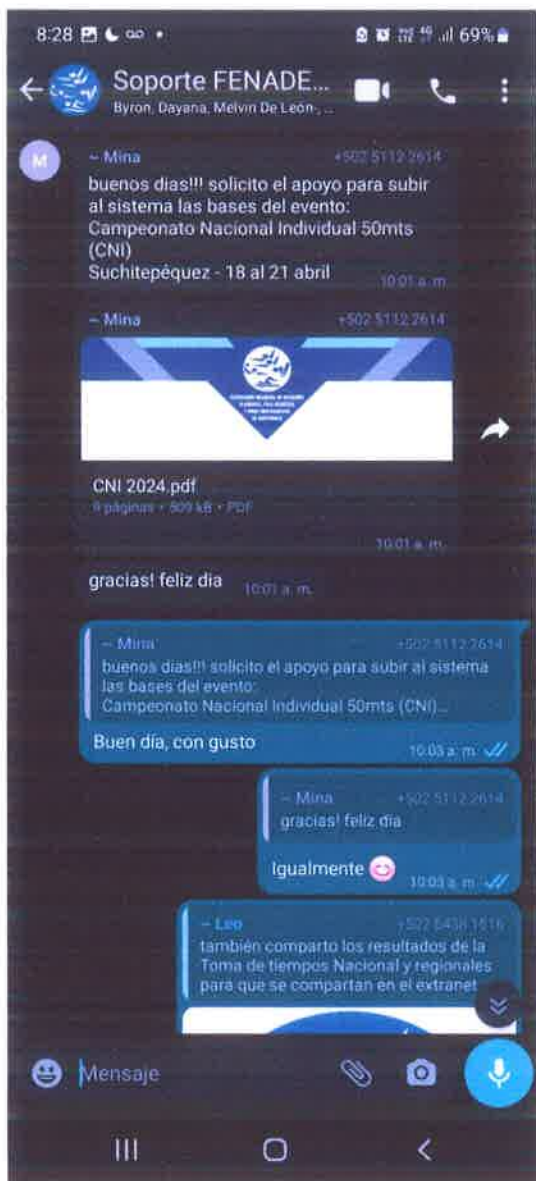 8:28
4G
69%
Soporte FENADE...
Byron, Dayana, Melvin De León, ...
M
~ Mina +502 5112 2614
buenos dias!!! solicito el apoyo para subir
al sistema las bases del evento:
Campeonato Nacional Individual 50mts
(CNI)
Suchitepéquez - 18 al 21 abril
10:01 a. m.
~ Mina +502 5112 2614
CNI 2024.pdf
9 páginas • 509 kB • PDF
10:01 a. m.
gracias! feliz dia 10:01 a. m.
~ Mina +502 5112 2614
buenos dias!!! solicito el apoyo para subir al sistema
las bases del evento:
Campeonato Nacional Individual 50mts (CNI)...
Buen día, con gusto
10:03 a. m.
~ Mina +502 5112 2614
gracias! feliz dia
Igualmente
10:03 a. m.
~ Leo
también comparto los resultados de la
Toma de tiempos Nacional y regionales
para que se compartan en el extranet
Mensaje